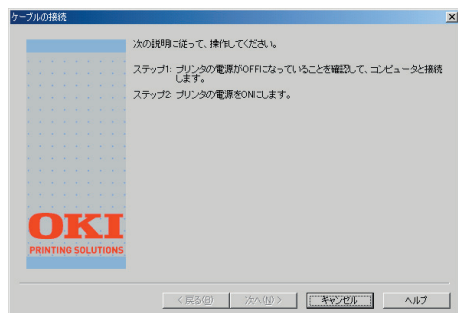 ケーブルの接続
次の説明に従って、操作してください。
ステップ1: プリンタの電源がOFFになっていることを確認して、コンピュータと接続
します。
ステップ2: プリンタの電源をONにします。
OKI
PRINTING SOLUTIONS
< 戻る(B)
次へ(N) >
キャンセル
ヘルプ